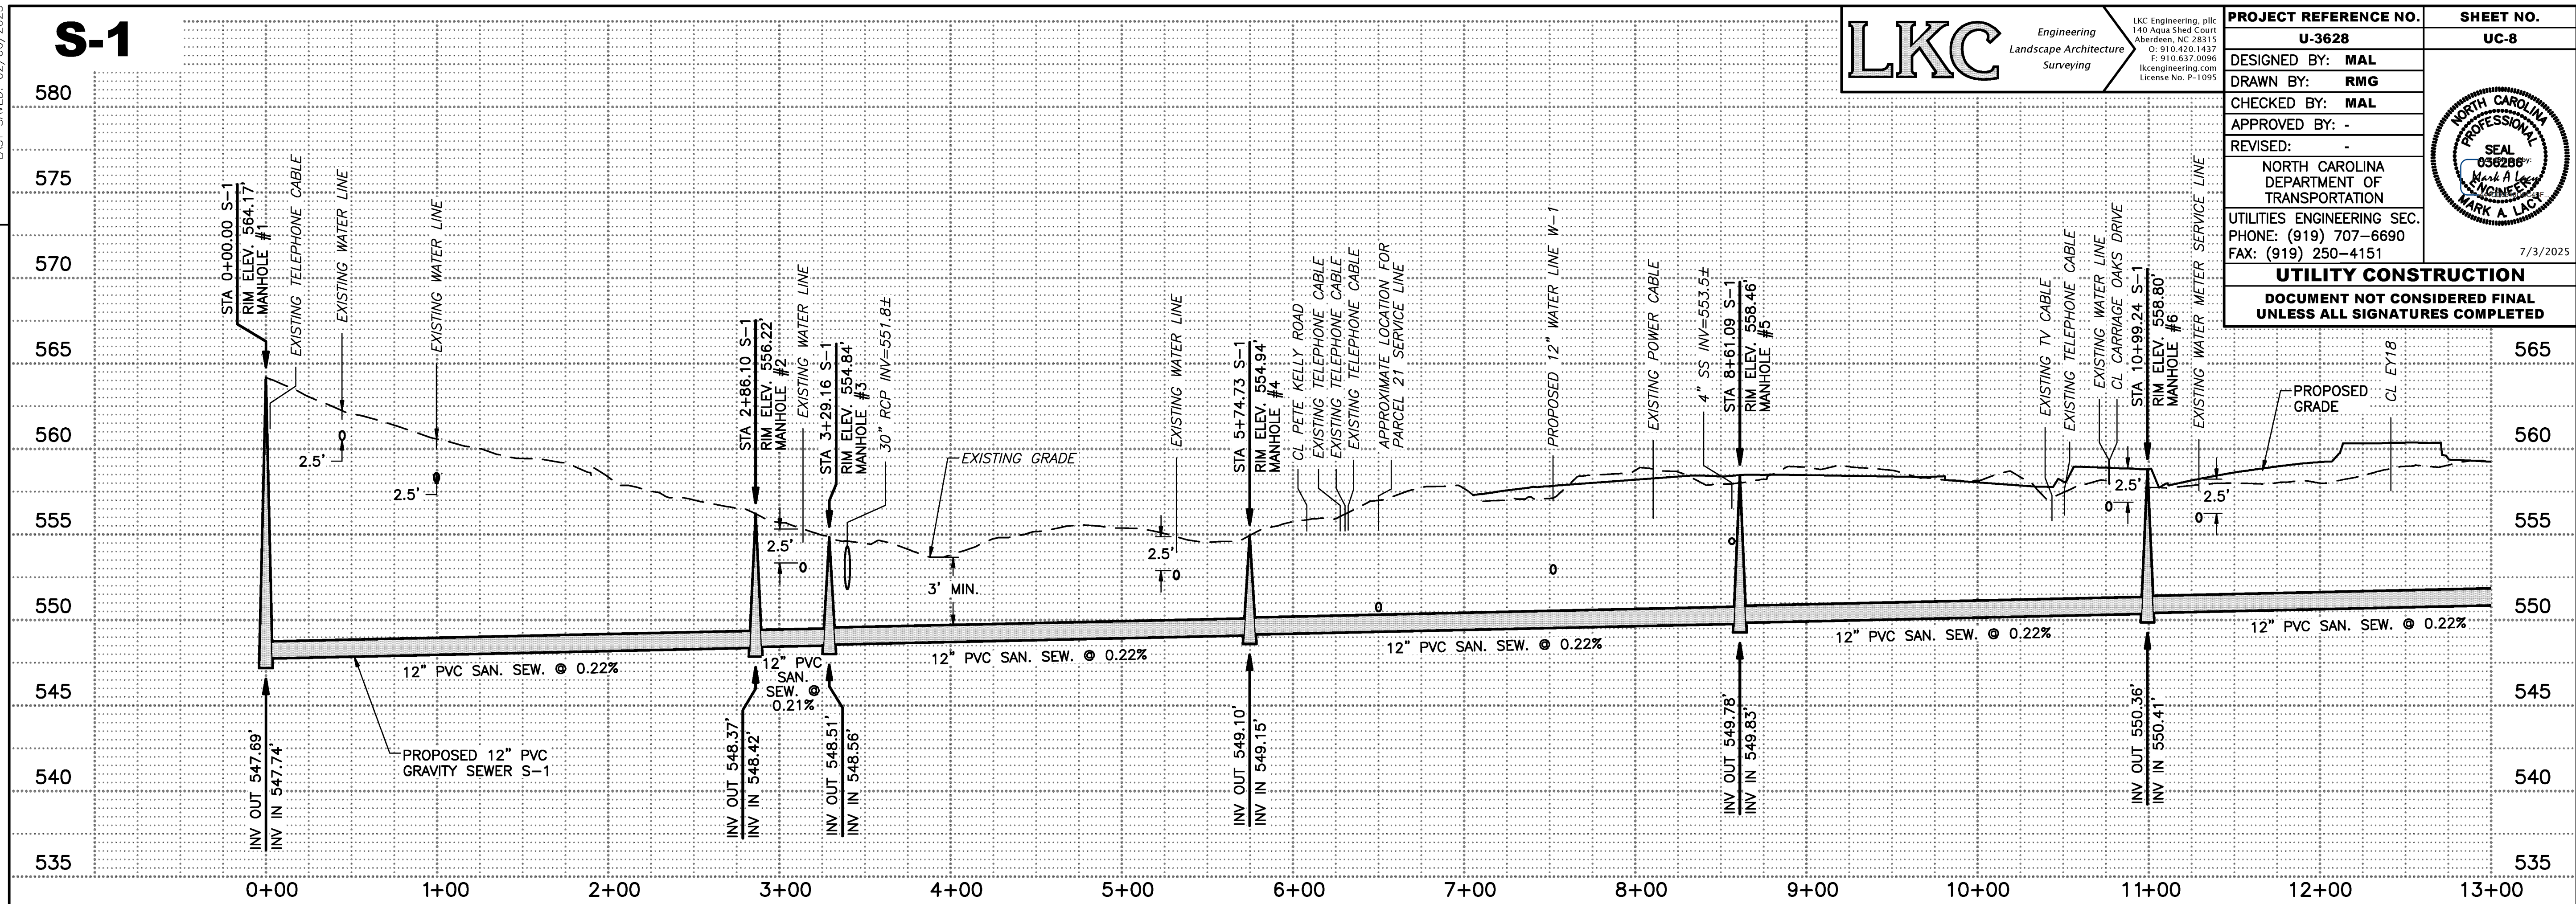 S-1
LKC
Engineering
Landscape Architecture
Surveying
LKC Engineering, pllc
140 Aqua Shed Court
Aberdeen, NC 28315
O: 910.420.1437
F: 910.637.0096
lkcengineering.com
License No. P-1095
PROJECT REFERENCE NO.
SHEET NO.
U-3628
UC-8
DESIGNED BY: MAL
DRAWN BY: RMG
CHECKED BY: MAL
APPROVED BY: -
REVISED: -
NORTH CAROLINA
DEPARTMENT OF
TRANSPORTATION
UTILITIES ENGINEERING SEC.
PHONE: (919) 707-6690
FAX: (919) 250-4151
NORTH CAROLINA
PROFESSIONAL
SEAL
036286
Mark A Lacy
ENGINEER
MARK A. LACY
7/3/2025
UTILITY CONSTRUCTION
DOCUMENT NOT CONSIDERED FINAL
UNLESS ALL SIGNATURES COMPLETED
580
575
570
565
560
555
550
545
540
535
STA 0+00.00 S-1
RIM ELEV. 564.17'
MANHOLE #1
EXISTING TELEPHONE CABLE
EXISTING WATER LINE
2.5'
EXISTING WATER LINE
2.5'
STA 2+86.10 S-1
RIM ELEV. 556.22'
MANHOLE #2
EXISTING WATER LINE
2.5'
STA 3+29.16 S-1
RIM ELEV. 554.84'
MANHOLE #3
30" RCP INV=551.8±
EXISTING GRADE
3' MIN.
EXISTING WATER LINE
2.5'
STA 5+74.73 S-1
RIM ELEV. 554.94'
MANHOLE #4
CL PETE KELLY ROAD
EXISTING TELEPHONE CABLE
EXISTING TELEPHONE CABLE
EXISTING TELEPHONE CABLE
APPROXIMATE LOCATION FOR
PARCEL 21 SERVICE LINE
PROPOSED 12" WATER LINE W-1
EXISTING POWER CABLE
4" SS INV=553.5±
STA 8+61.09 S-1
RIM ELEV. 558.46'
MANHOLE #5
EXISTING TV CABLE
EXISTING TELEPHONE CABLE
EXISTING WATER LINE
CL CARRIAGE OAKS DRIVE
2.5'
STA 10+99.24 S-1
RIM ELEV. 558.80'
MANHOLE #6
EXISTING WATER METER SERVICE LINE
2.5'
PROPOSED
GRADE
CL EY18
565
560
555
550
545
540
535
12" PVC SAN. SEW. @ 0.22%
12" PVC
SAN.
SEW. @
0.21%
12" PVC SAN. SEW. @ 0.22%
12" PVC SAN. SEW. @ 0.22%
12" PVC SAN. SEW. @ 0.22%
12" PVC SAN. SEW. @ 0.22%
PROPOSED 12" PVC
GRAVITY SEWER S-1
INV OUT 547.69'
INV IN 547.74'
INV OUT 548.37'
INV IN 548.42'
INV OUT 548.51'
INV IN 548.56'
INV OUT 549.10'
INV IN 549.15'
INV OUT 549.78'
INV IN 549.83'
INV OUT 550.36'
INV IN 550.41'
0+00
1+00
2+00
3+00
4+00
5+00
6+00
7+00
8+00
9+00
10+00
11+00
12+00
13+00